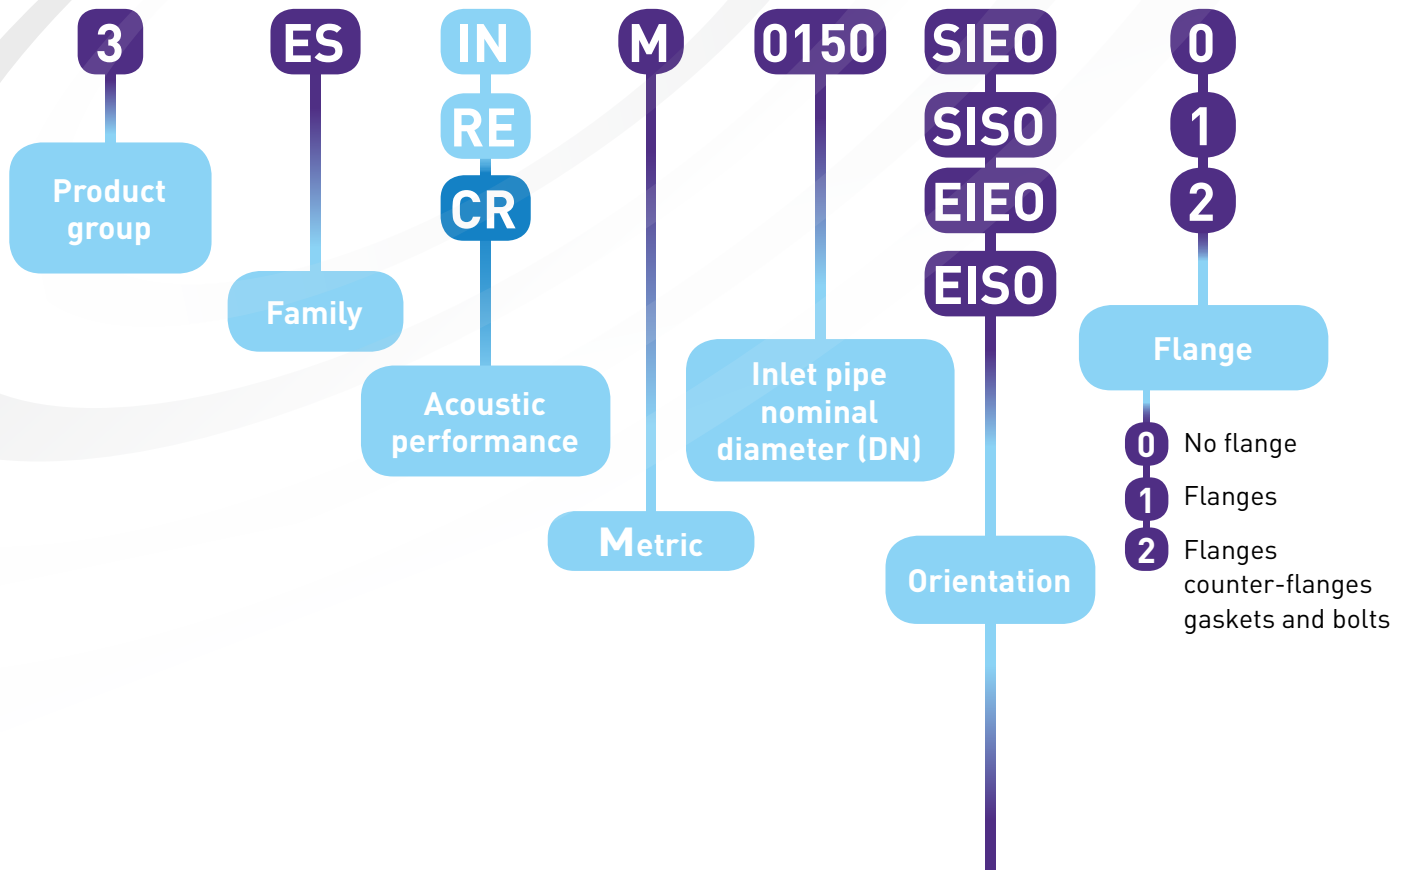 3
ES
IN
M
0150
SIEO
0
RE
SISO
1
CR
EIEO
2
EISO
Product
group
Family
Acoustic
performance
Metric
Inlet pipe
nominal
diameter (DN)
Orientation
Flange
0 No flange
1 Flanges
2 Flanges
counter-flanges
gaskets and bolts